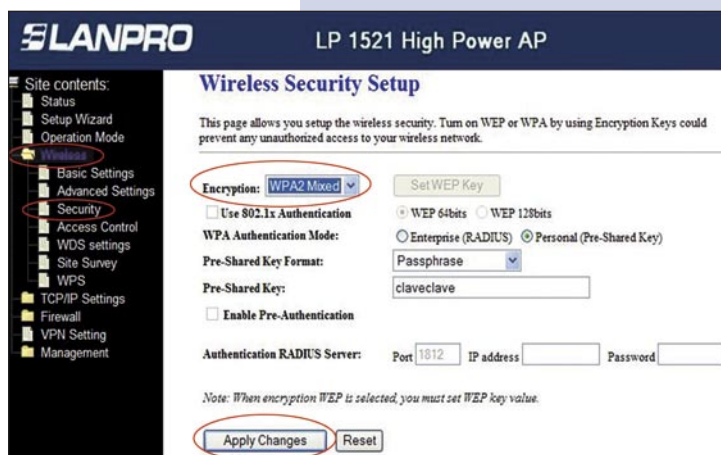 LANPRO
LP 1521 High Power AP
Site contents:
Status
Setup Wizard
Operation Mode
Wireless
Basic Settings
Advanced Settings
Security
Access Control
WDS settings
Site Survey
WPS
TCP/IP Settings
Firewall
VPN Setting
Management
Wireless Security Setup
This page allows you setup the wireless security. Turn on WEP or WPA by using Encryption Keys could
prevent any unauthorized access to your wireless network.
Encryption: WPA2 Mixed Set WEP Key
Use 802.1x Authentication WEP 64bits WEP 128bits
WPA Authentication Mode: Enterprise (RADIUS) Personal (Pre-Shared Key)
Pre-Shared Key Format: Passphrase
Pre-Shared Key: claveclave
Enable Pre-Authentication
Authentication RADIUS Server: Port 1812 IP address Password
Note: When encryption WEP is selected, you must set WEP key value.
Apply Changes Reset